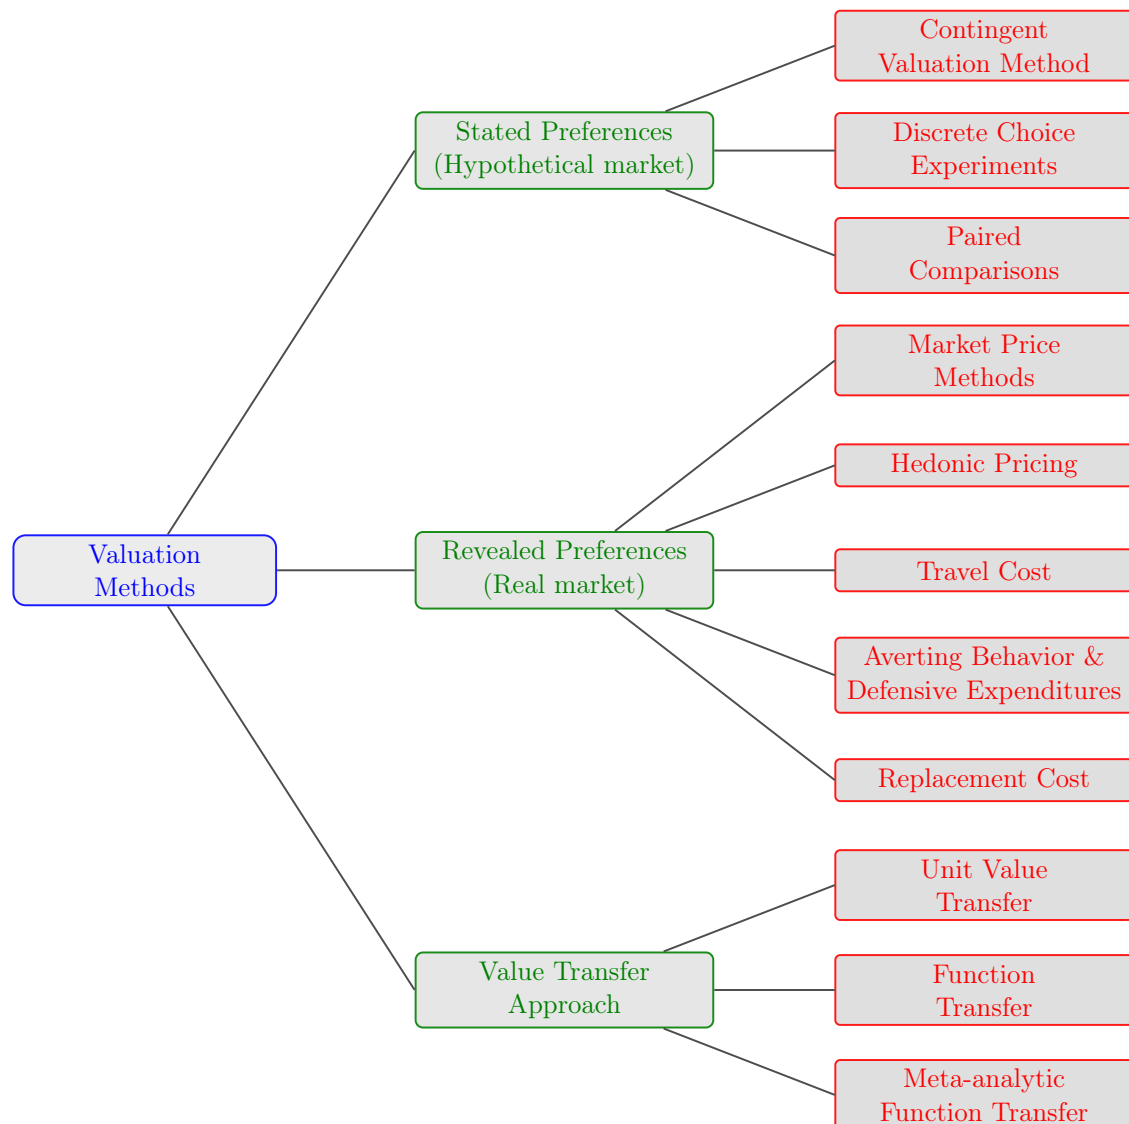 Contingent
Valuation Method
Stated Preferences
(Hypothetical market)
Discrete Choice
Experiments
Paired
Comparisons
Market Price
Methods
Hedonic Pricing
Valuation
Methods
Revealed Preferences
(Real market)
Travel Cost
Averting Behavior &
Defensive Expenditures
Replacement Cost
Unit Value
Transfer
Value Transfer
Approach
Function
Transfer
Meta-analytic
Function Transfer